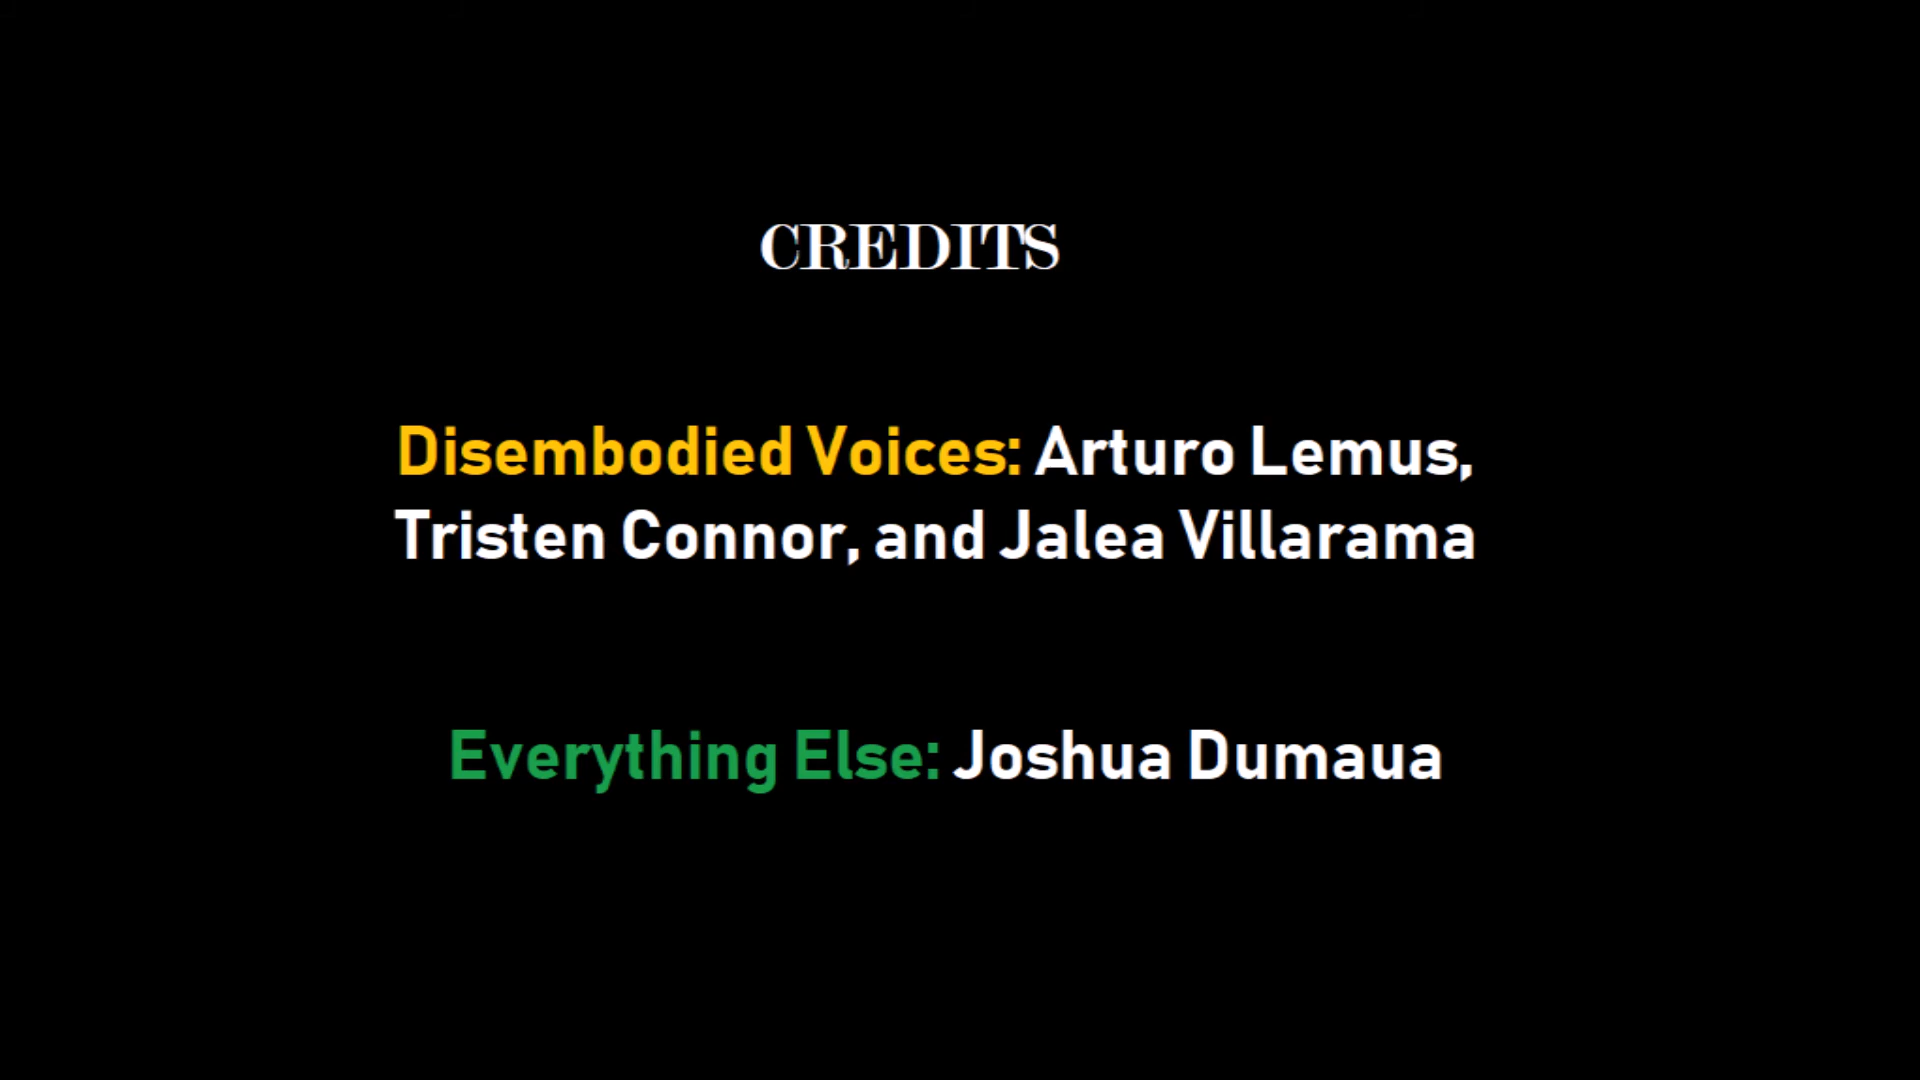 CREDITS
Disembodied Voices: Arturo Lemus,
Tristen Connor, and Jalea Villarama
Everything Else: Joshua Dumaua